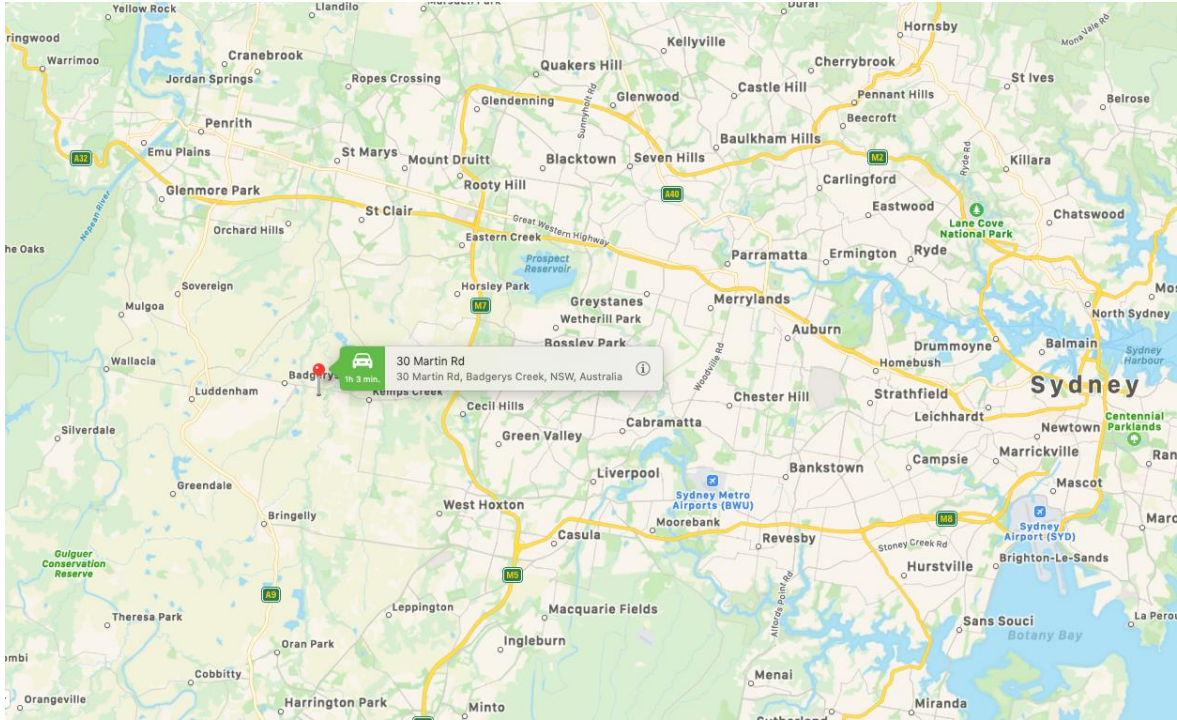 Yellow Rock
Llandilo
Dural
ringwood
Warrimoo
Cranebrook
Jordan Springs
Ropes Crossing
Quakers Hill
Kellyville
Cherrybrook
Hornsby
Mona Vale Rd
St Ives
Belrose
Glendenning
Sunnyholt Rd
Glenwood
Castle Hill
Pennant Hills
Beecroft
Penrith
Emu Plains
A32
St Marys
Mount Druitt
Blacktown
Seven Hills
Baulkham Hills
M2
Ryde Rd
Killara
Glenmore Park
Rooty Hill
A40
Carlingford
Nepean River
St Clair
Great Western Highway
Eastwood
Lane Cove
National Park
Chatswood
Orchard Hills
Eastern Creek
he Oaks
Prospect
Reservoir
Parramatta
Ermington
Ryde
Sovereign
Horsley Park
Mulgoa
M7
Greystanes
Merrylands
Mos
North Sydney
Wetherill Park
Auburn
Bossley Park
Drummoyne
Balmain
Sydney
Harbour
Wallacia
1h 3 min.
30 Martin Rd
30 Martin Rd, Badgerys Creek, NSW, Australia
Woodville Rd
Homebush
Luddenham
Kemps Creek
Chester Hill
Strathfield
Sydney
Cecil Hills
Leichhardt
Centennial
Parklands
Silverdale
Green Valley
Cabramatta
Newtown
Campsie
Marrickville
Ran
Greendale
Liverpool
Bankstown
Sydney Metro
Airports (BWU)
Mascot
Bringelly
West Hoxton
Moorebank
M8
Sydney
Airport (SYD)
Marc
Casula
Revesby
Stoney Creek Rd
Gulguer
Conservation
Reserve
Hurstville
Brighton-Le-Sands
M5
A9
Leppington
Macquarie Fields
Alfords Point Rd
Theresa Park
Sans Souci
La Perou
Botany Bay
Oran Park
Ingleburn
ombi
Cobbitty
Menai
Orangeville
Harrington Park
Minto
Miranda